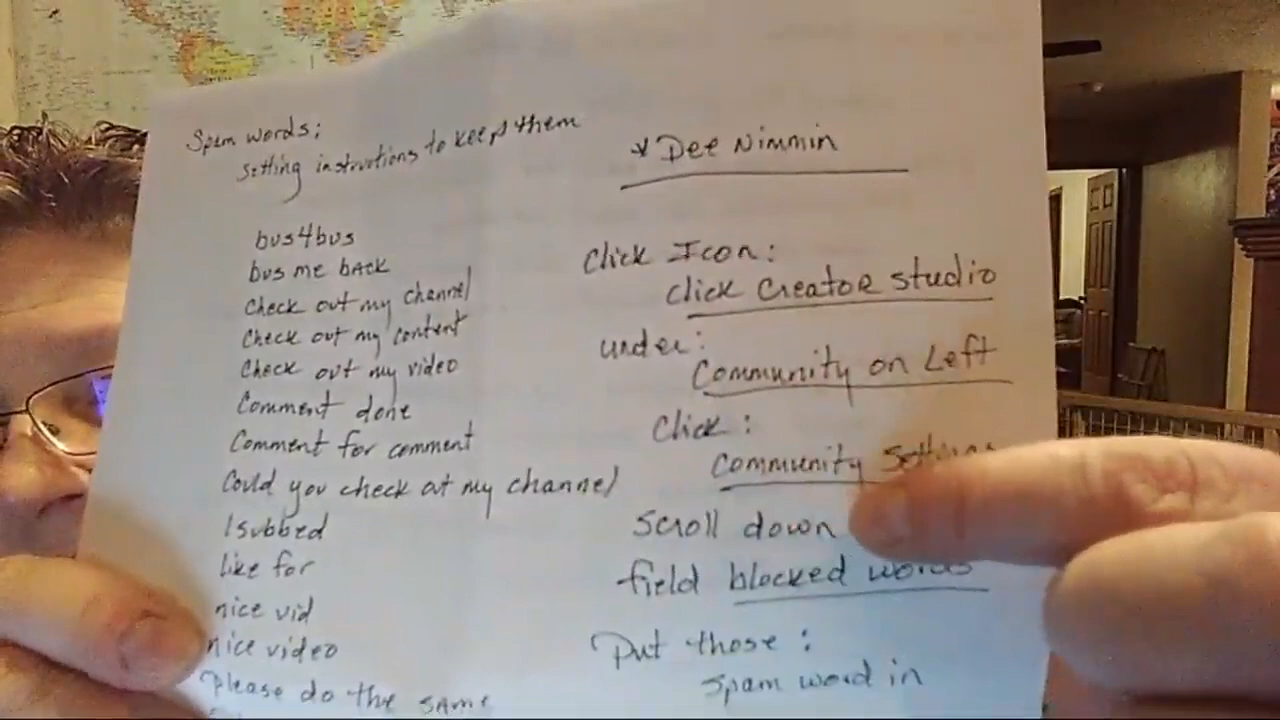 Spam words:
setting instructions to keep them
bus4bus
bus me back
check out my channel
check out my content
check out my video
Comment done
Comment for comment
Could you check out my channel
I subbed
like for
nice vid
nice video
Please do the same
* Dee Nimmin
Click Icon:
click Creator studio
under:
Community on Left
Click:
Community settings
scroll down
field blocked words
Put those:
spam word in